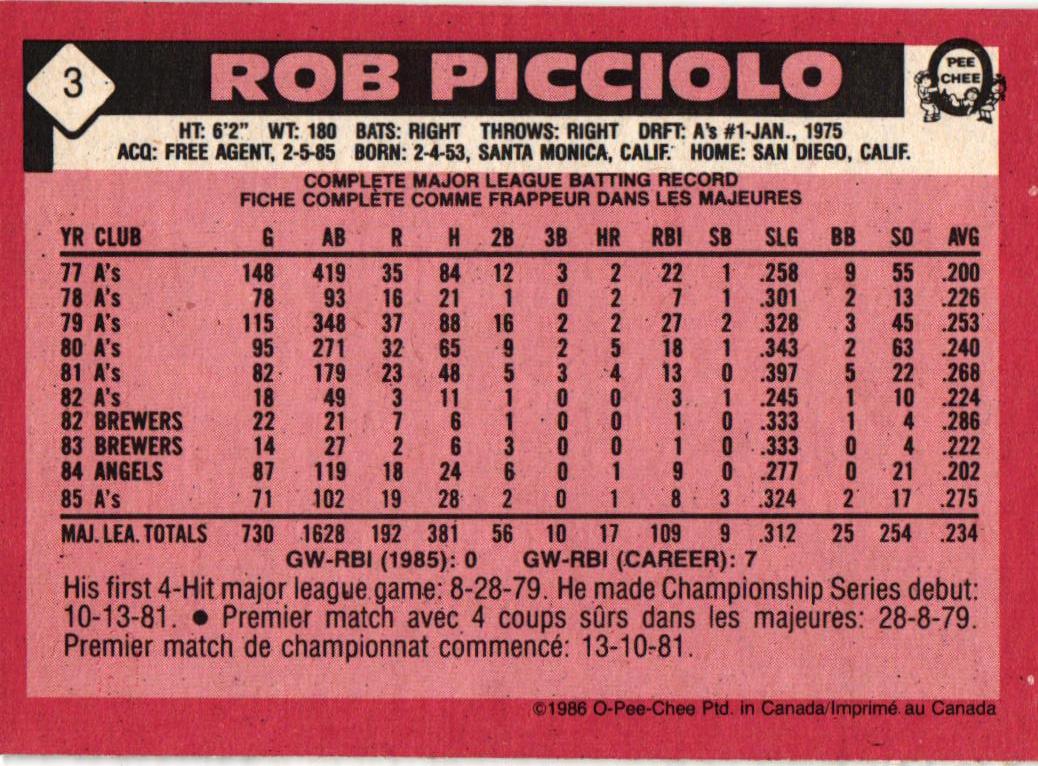 3
ROB PICCIOLO
PEE
CHEE
HT: 6'2" WT: 180 BATS: RIGHT THROWS: RIGHT DRFT: A's #1-JAN., 1975
ACQ: FREE AGENT, 2-5-85 BORN: 2-4-53, SANTA MONICA, CALIF. HOME: SAN DIEGO, CALIF.
COMPLETE MAJOR LEAGUE BATTING RECORD
FICHE COMPLÈTE COMME FRAPPEUR DANS LES MAJEURES
YR CLUB G AB R H 2B 3B HR RBI SB SLG BB SO AVG
77 A's 148 419 35 84 12 3 2 22 1 .258 9 55 .200
78 A's 78 93 16 21 1 0 2 7 1 .301 2 13 .226
79 A's 115 348 37 88 16 2 2 27 2 .328 3 45 .253
80 A's 95 271 32 65 9 2 5 18 1 .343 2 63 .240
81 A's 82 179 23 48 5 3 4 13 0 .397 5 22 .268
82 A's 18 49 3 11 1 0 0 3 1 .245 1 10 .224
82 BREWERS 22 21 7 6 1 0 0 1 0 .333 1 4 .286
83 BREWERS 14 27 2 6 3 0 0 1 0 .333 0 4 .222
84 ANGELS 87 119 18 24 6 0 1 9 0 .277 0 21 .202
85 A's 71 102 19 28 2 0 1 8 3 .324 2 17 .275
MAJ. LEA. TOTALS 730 1628 192 381 56 10 17 109 9 .312 25 254 .234
GW-RBI (1985): 0 GW-RBI (CAREER): 7
His first 4-Hit major league game: 8-28-79. He made Championship Series debut:
10-13-81. ● Premier match avec 4 coups sûrs dans les majeures: 28-8-79.
Premier match de championnat commencé: 13-10-81.
©1986 O-Pee-Chee Ptd. in Canada/Imprimé au Canada